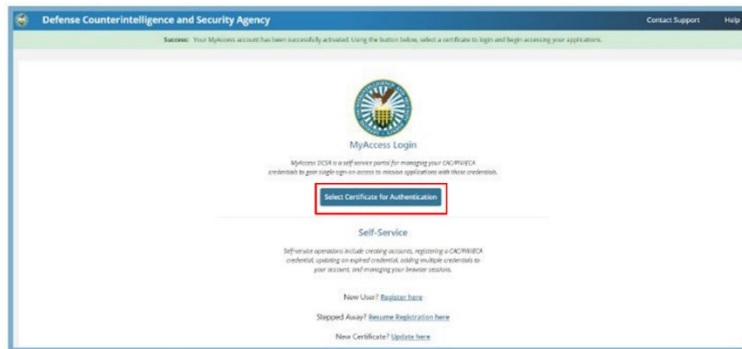 Defense Counterintelligence and Security Agency
Contact Support Help
Success: Your MyAccess account has been successfully activated. Using the button below, select a certificate to login and begin accessing your applications.
MyAccess Login
MyAccess DCSA is a self-service portal for managing your CAC/PIV/ECA
credentials to gain single sign-on access to mission applications with those credentials.
Select Certificate for Authentication
Self-Service
Self-service operations include creating accounts, registering a CAC/PIV/ECA
credential, updating an expired credential, adding multiple credentials to
your account, and managing your browser sessions.
New User? Register here
Stepped Away? Resume Registration here
New Certificate? Update here